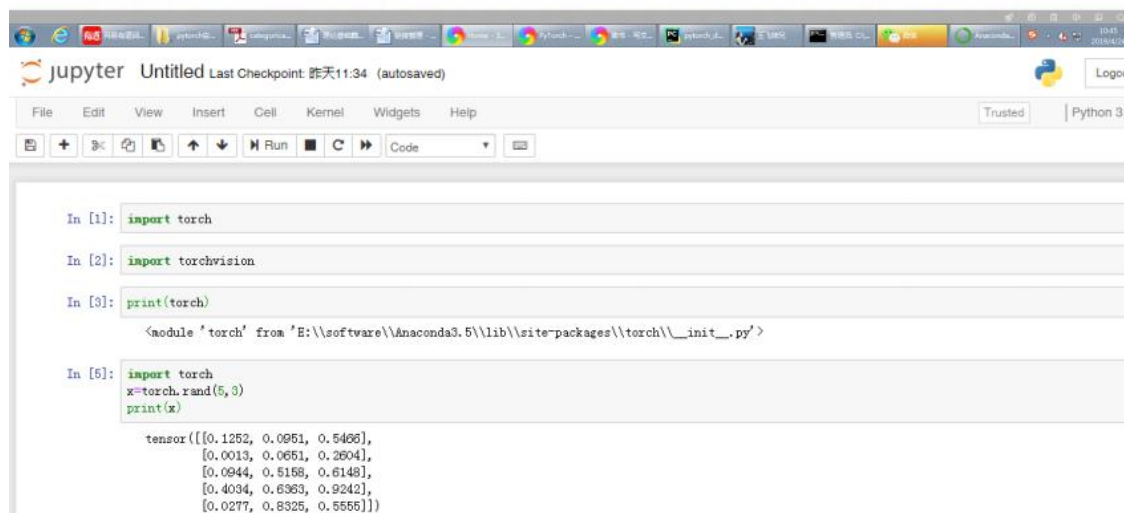 10:45
jupyter Untitled Last Checkpoint: 昨天11:34 (autosaved)
File Edit View Insert Cell Kernel Widgets Help
Trusted
Python 3
Run
Code
In [1]: import torch
In [2]: import torchvision
In [3]: print(torch)
<module 'torch' from 'E:\\software\\Anaconda3.5\\lib\\site-packages\\torch\\__init__.py'>
In [5]: import torch
x=torch.rand(5,3)
print(x)
tensor([[0.1252, 0.0951, 0.5466],
[0.0013, 0.0651, 0.2604],
[0.0944, 0.5158, 0.6148],
[0.4034, 0.6363, 0.9242],
[0.0277, 0.8325, 0.5555]])